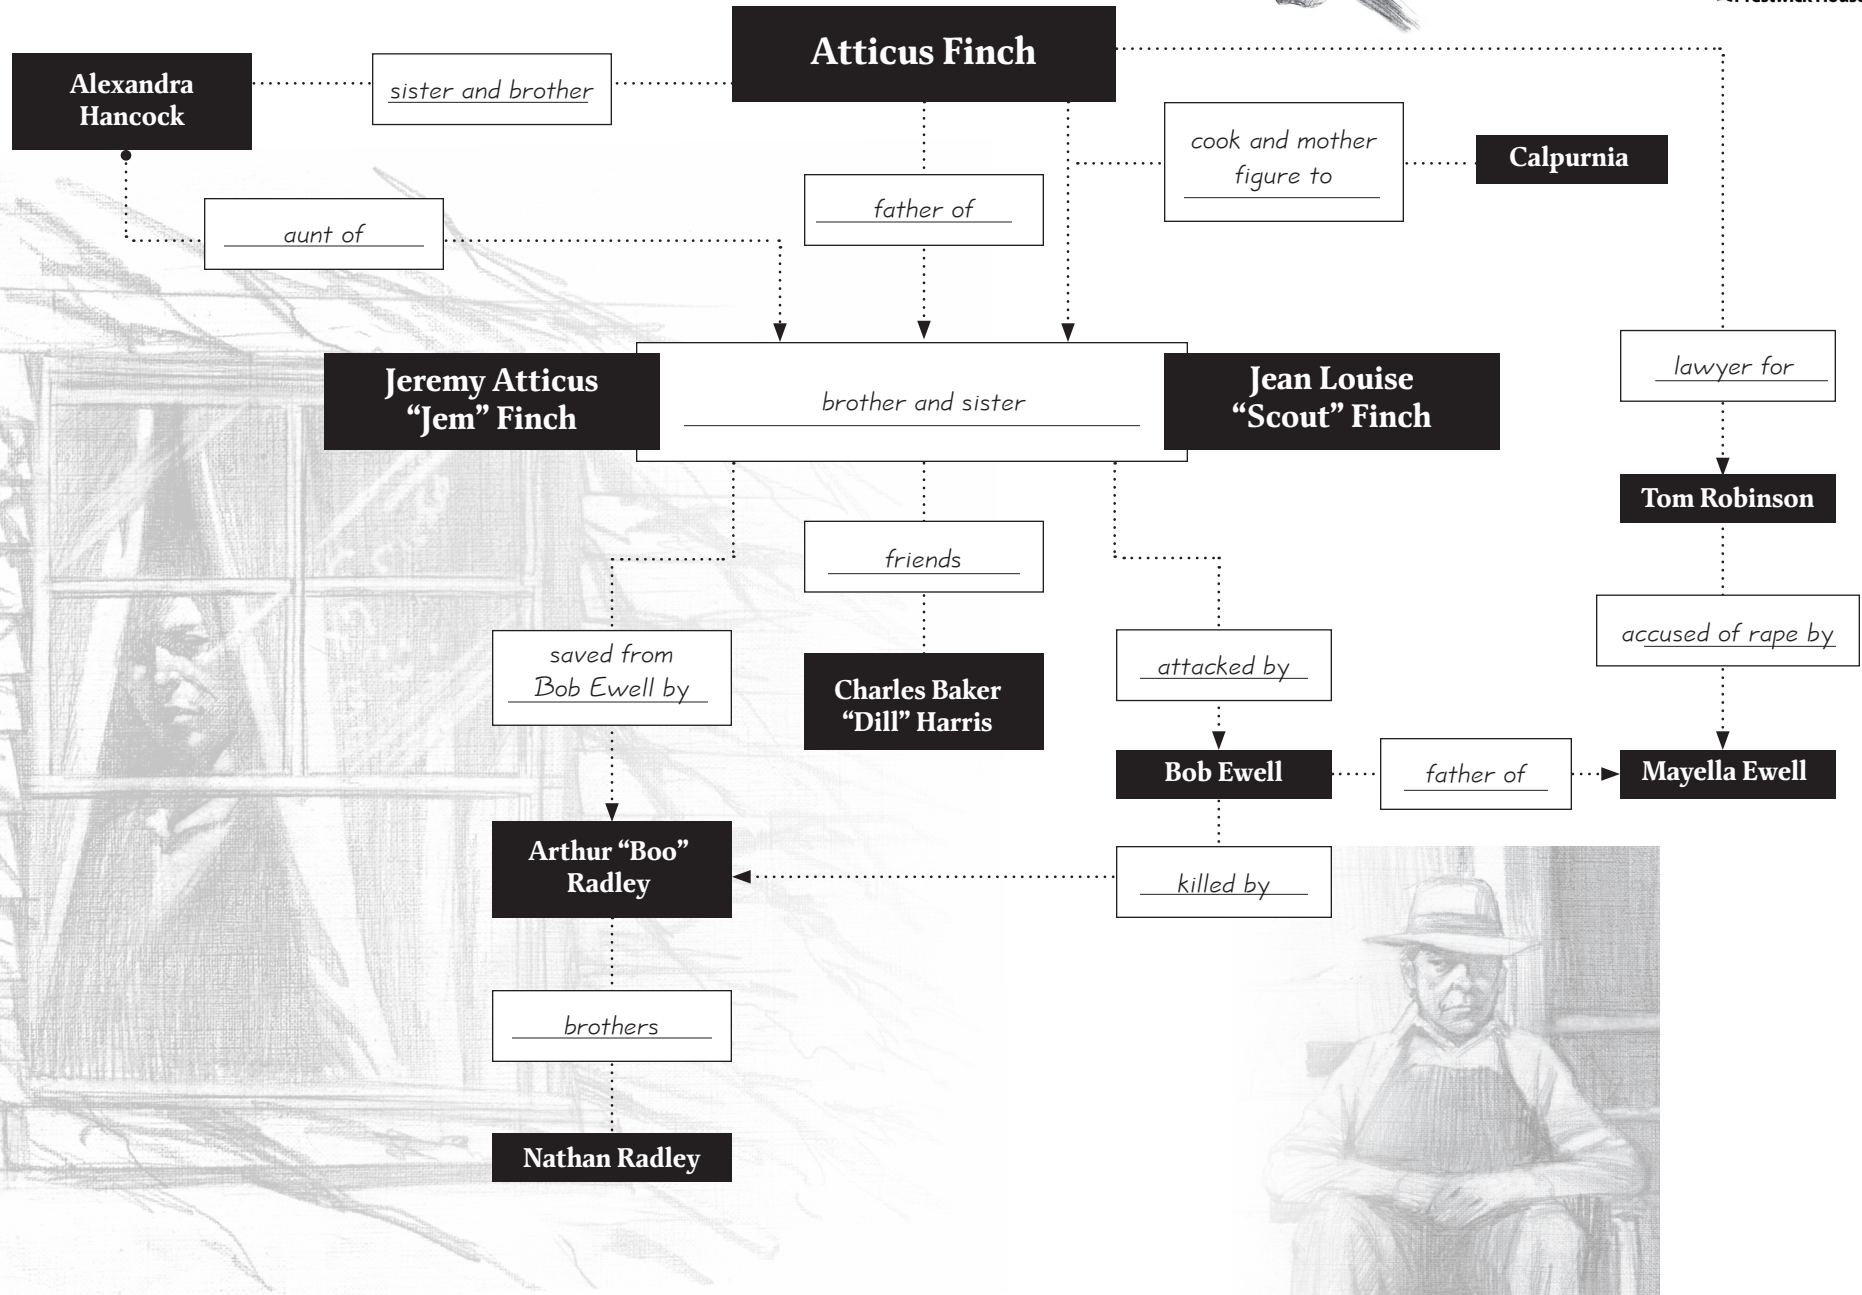 Prestwick House
Atticus Finch
Alexandra
Hancock
sister and brother
cook and mother
figure to
Calpurnia
father of
aunt of
Jeremy Atticus
“Jem” Finch
brother and sister
Jean Louise
“Scout” Finch
lawyer for
Tom Robinson
friends
accused of rape by
saved from
Bob Ewell by
Charles Baker
“Dill” Harris
attacked by
Bob Ewell
father of
Mayella Ewell
Arthur “Boo”
Radley
killed by
brothers
Nathan Radley